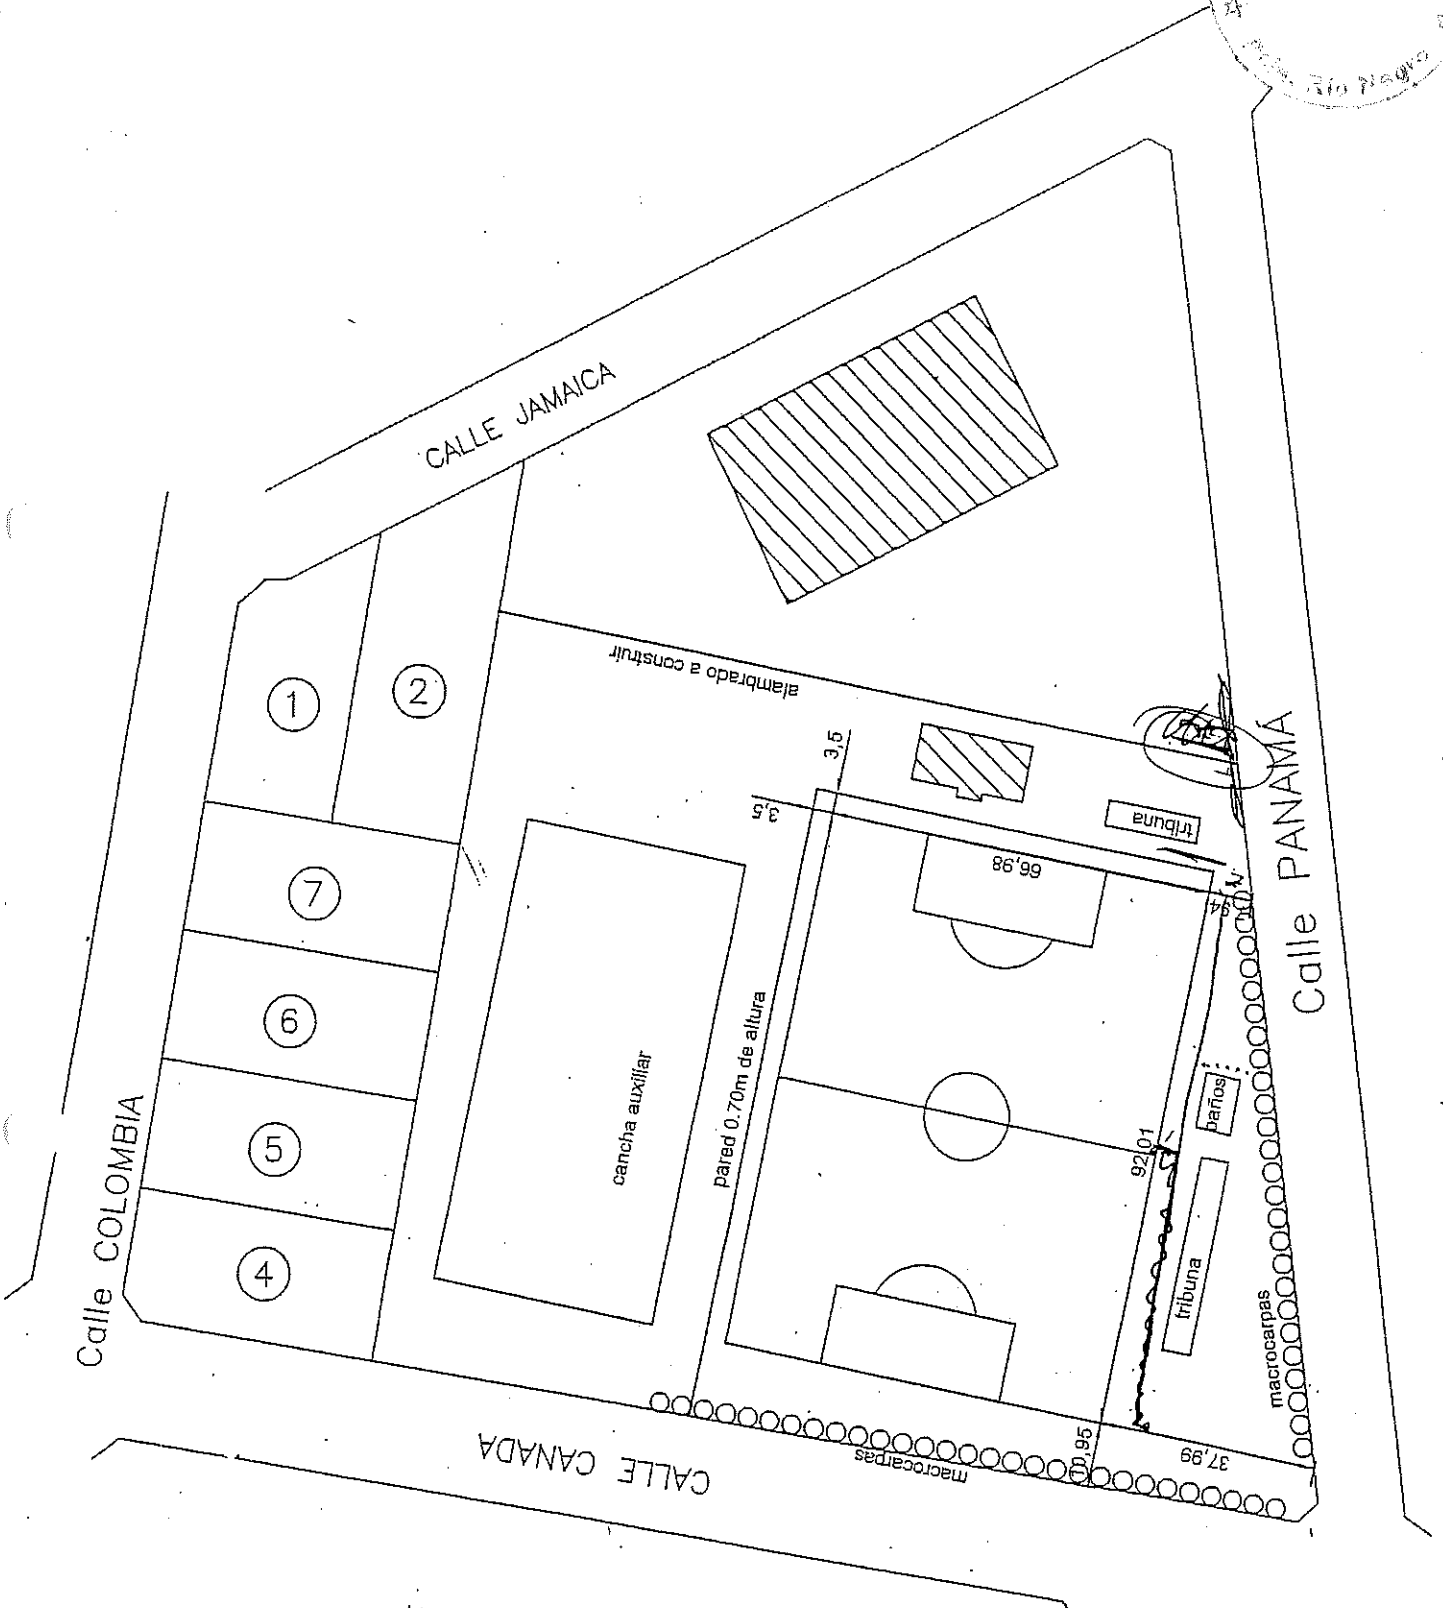 Río Negro
CALLE JAMAICA
alambrado a construir
1
2
3,5
3,5
tribuna
Calle PANAMÁ
66,98
7
6
5
4
Calle COLOMBIA
cancha auxiliar
pared 0.70m de altura
92,01
baños
tribuna
macrocarpas
CALLE CANADA
macrocarpas
10,95
37,99